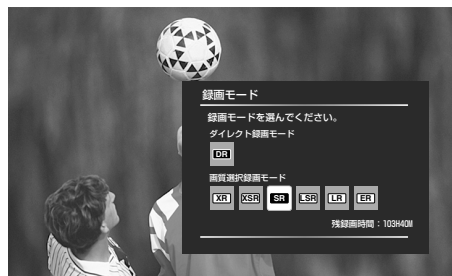 録画モード
録画モードを選んでください。
ダイレクト録画モード
DR
画質選択録画モード
XR XSR SR LSR LR ER
残録画時間：103H40M